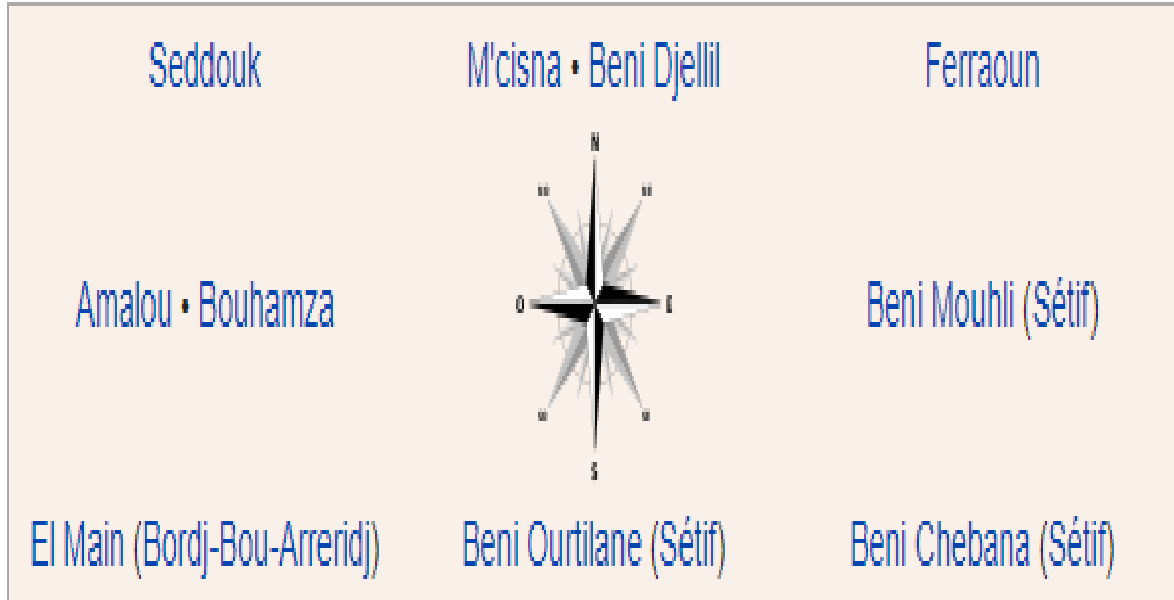 Seddouk M'cisna • Beni Djellil Ferraoun
N
O E
Amalou • Bouhamza Beni Mouhli (Sétif)
S
El Main (Bordj-Bou-Arreridj) Beni Ourtilane (Sétif) Beni Chebana (Sétif)